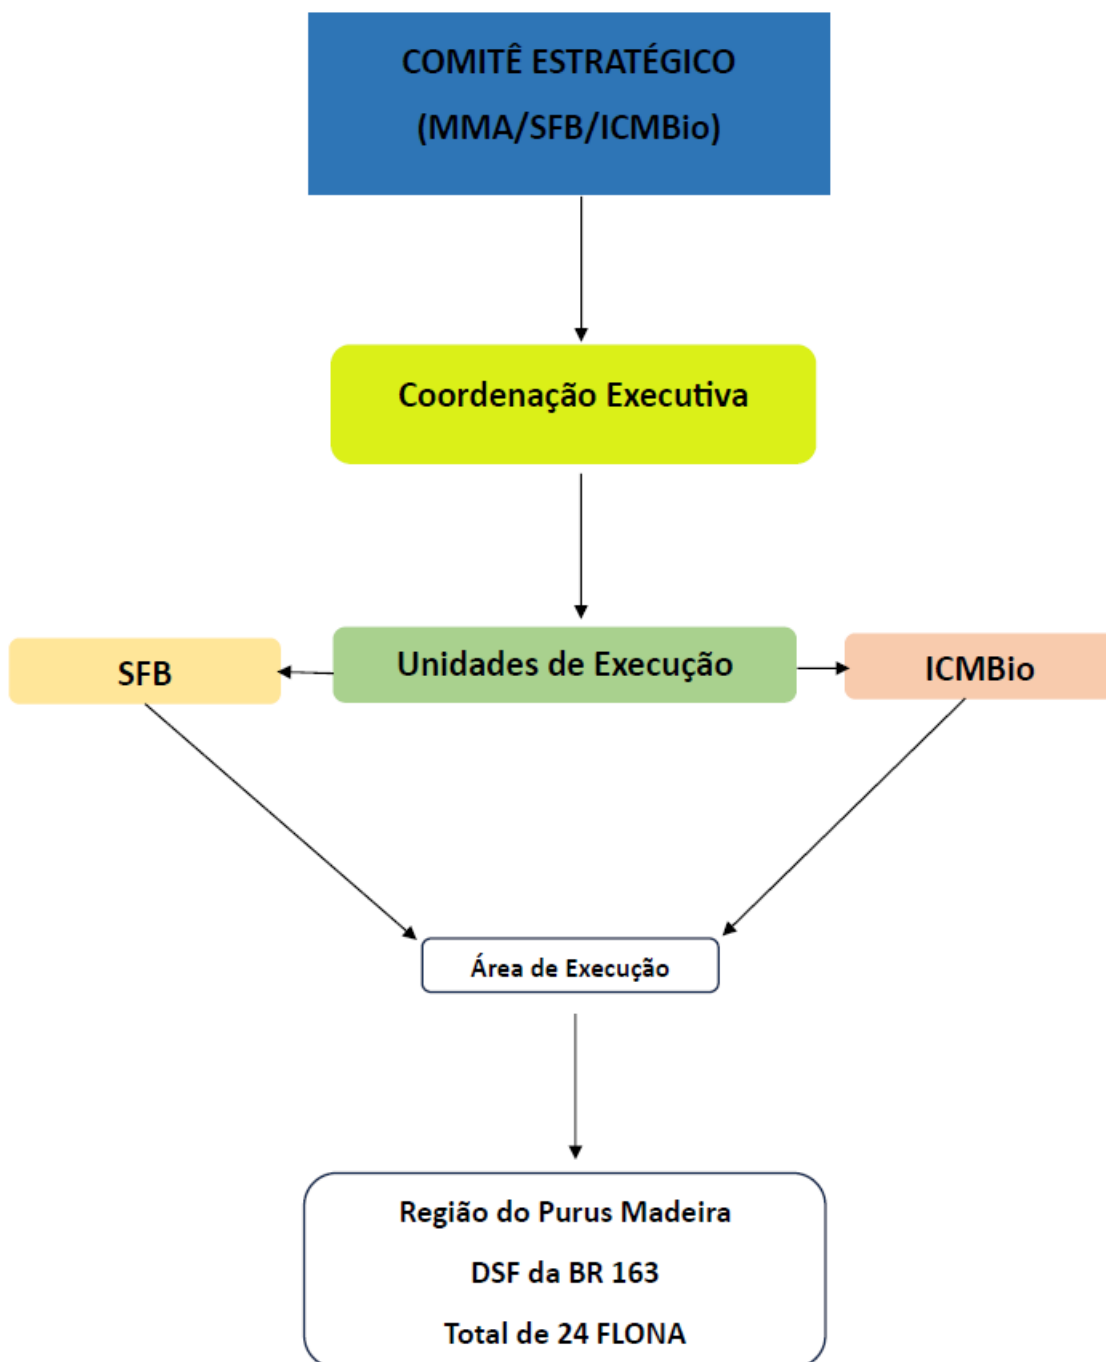 COMITÊ ESTRATÉGICO
(MMA/SFB/ICMBio)
Coordenação Executiva
SFB
Unidades de Execução
ICMBio
Área de Execução
Região do Purus Madeira
DSF da BR 163
Total de 24 FLONA